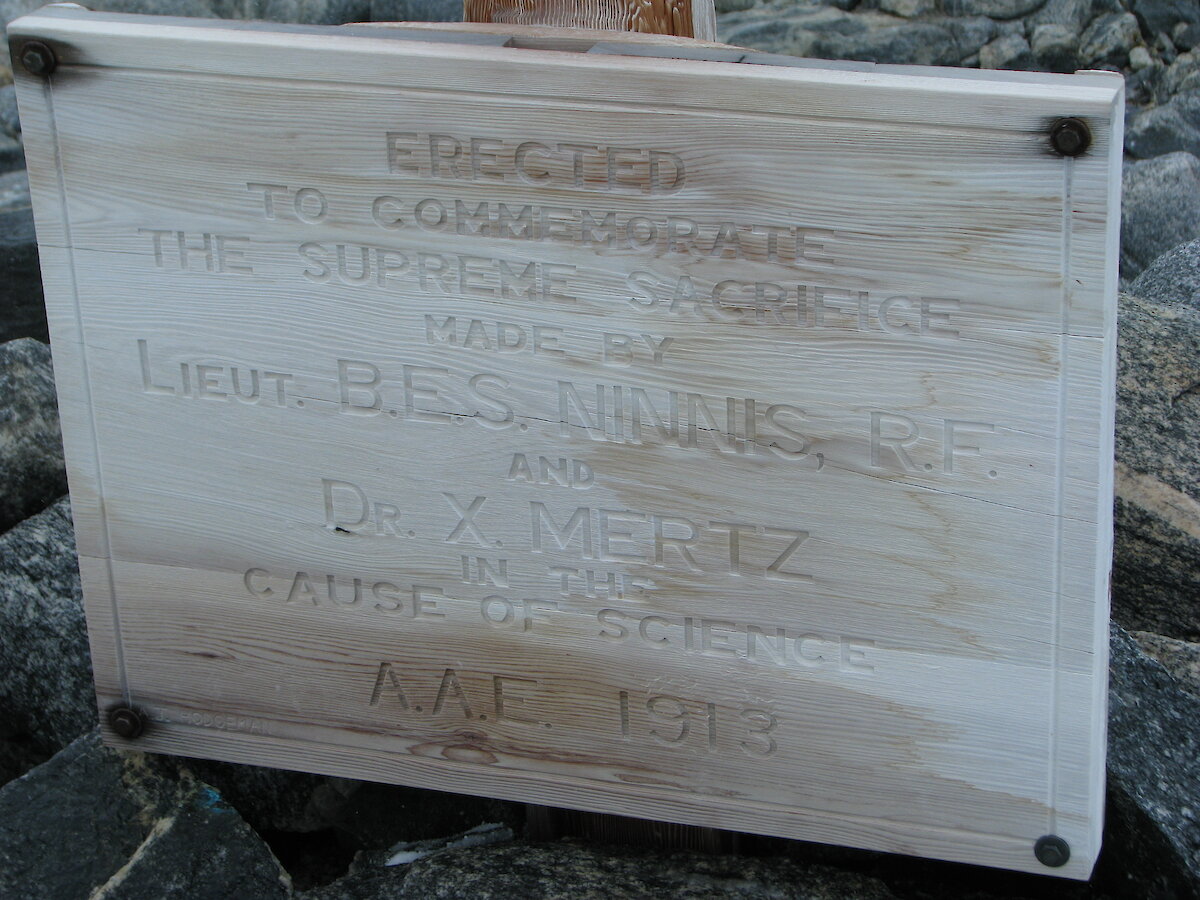 ERECTED
TO COMMEMORATE
THE SUPREME SACRIFICE
MADE BY
LIEUT. B.E.S. NINNIS, R.F.
AND
DR. X. MERTZ
IN THE
CAUSE OF SCIENCE
A.A.E. 1913
HODGEMAN